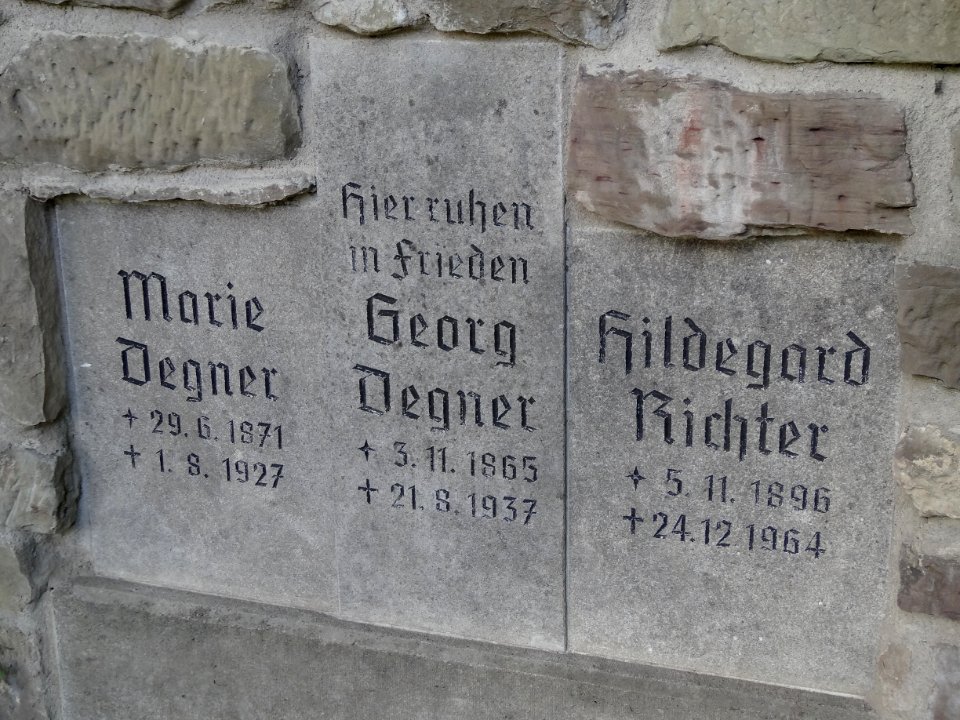 Marie
Degner
✦ 29. 6. 1871
✝ 1. 8. 1927
Hier ruhen
in Frieden
Georg
Degner
✦ 3. 11. 1865
✝ 21. 8. 1937
Hildegard
Richter
✦ 5. 11. 1896
✝ 24. 12 1964